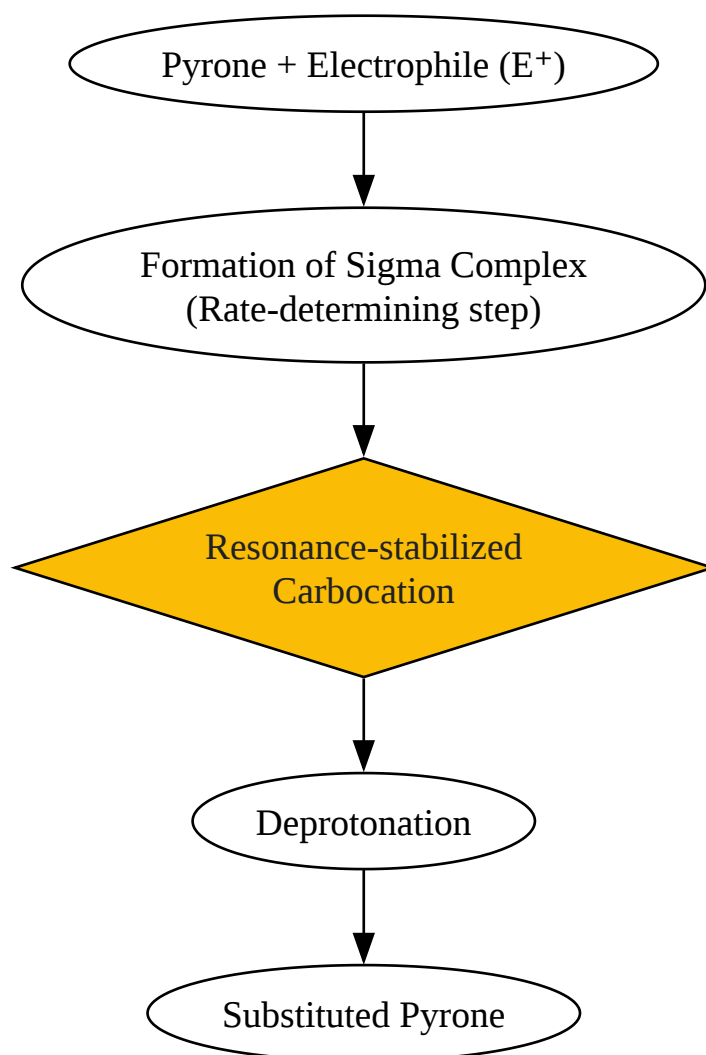 Pyrone + Electrophile (E⁺)
Formation of Sigma Complex
(Rate-determining step)
Resonance-stabilized
Carbocation
Deprotonation
Substituted Pyrone